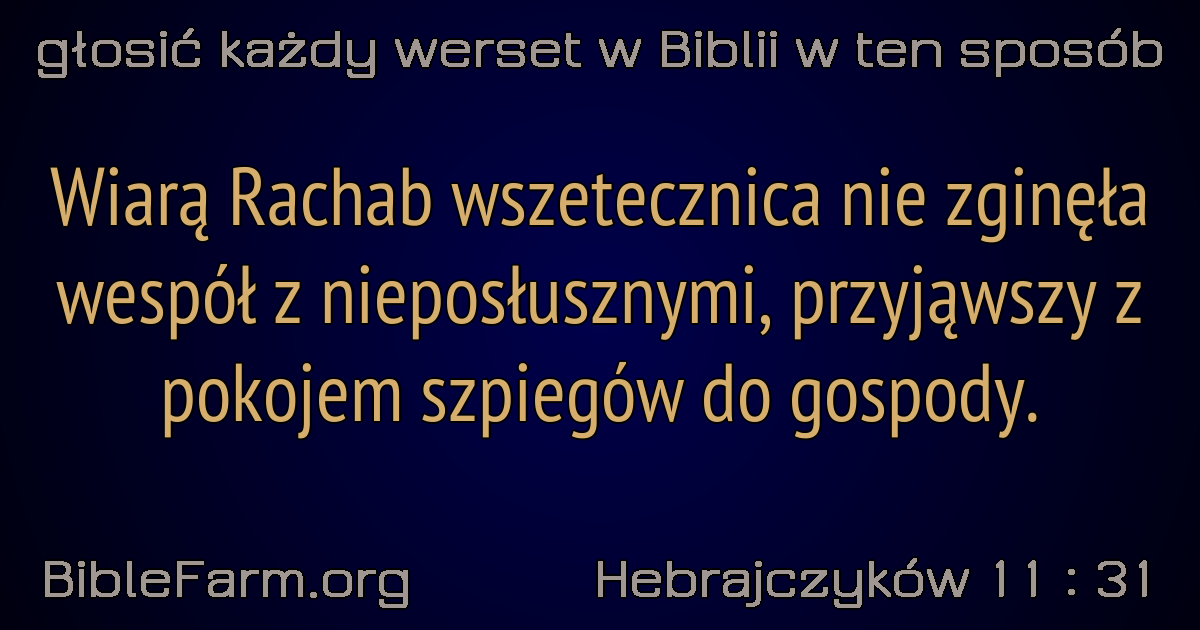 głosić każdy werset w Biblii w ten sposób
Wiarą Rachab wszetecznica nie zginęła
wespół z nieposłusznymi, przyjąwszy z
pokojem szpiegów do gospody.
BibleFarm.org
Hebrajczyków 11 : 31